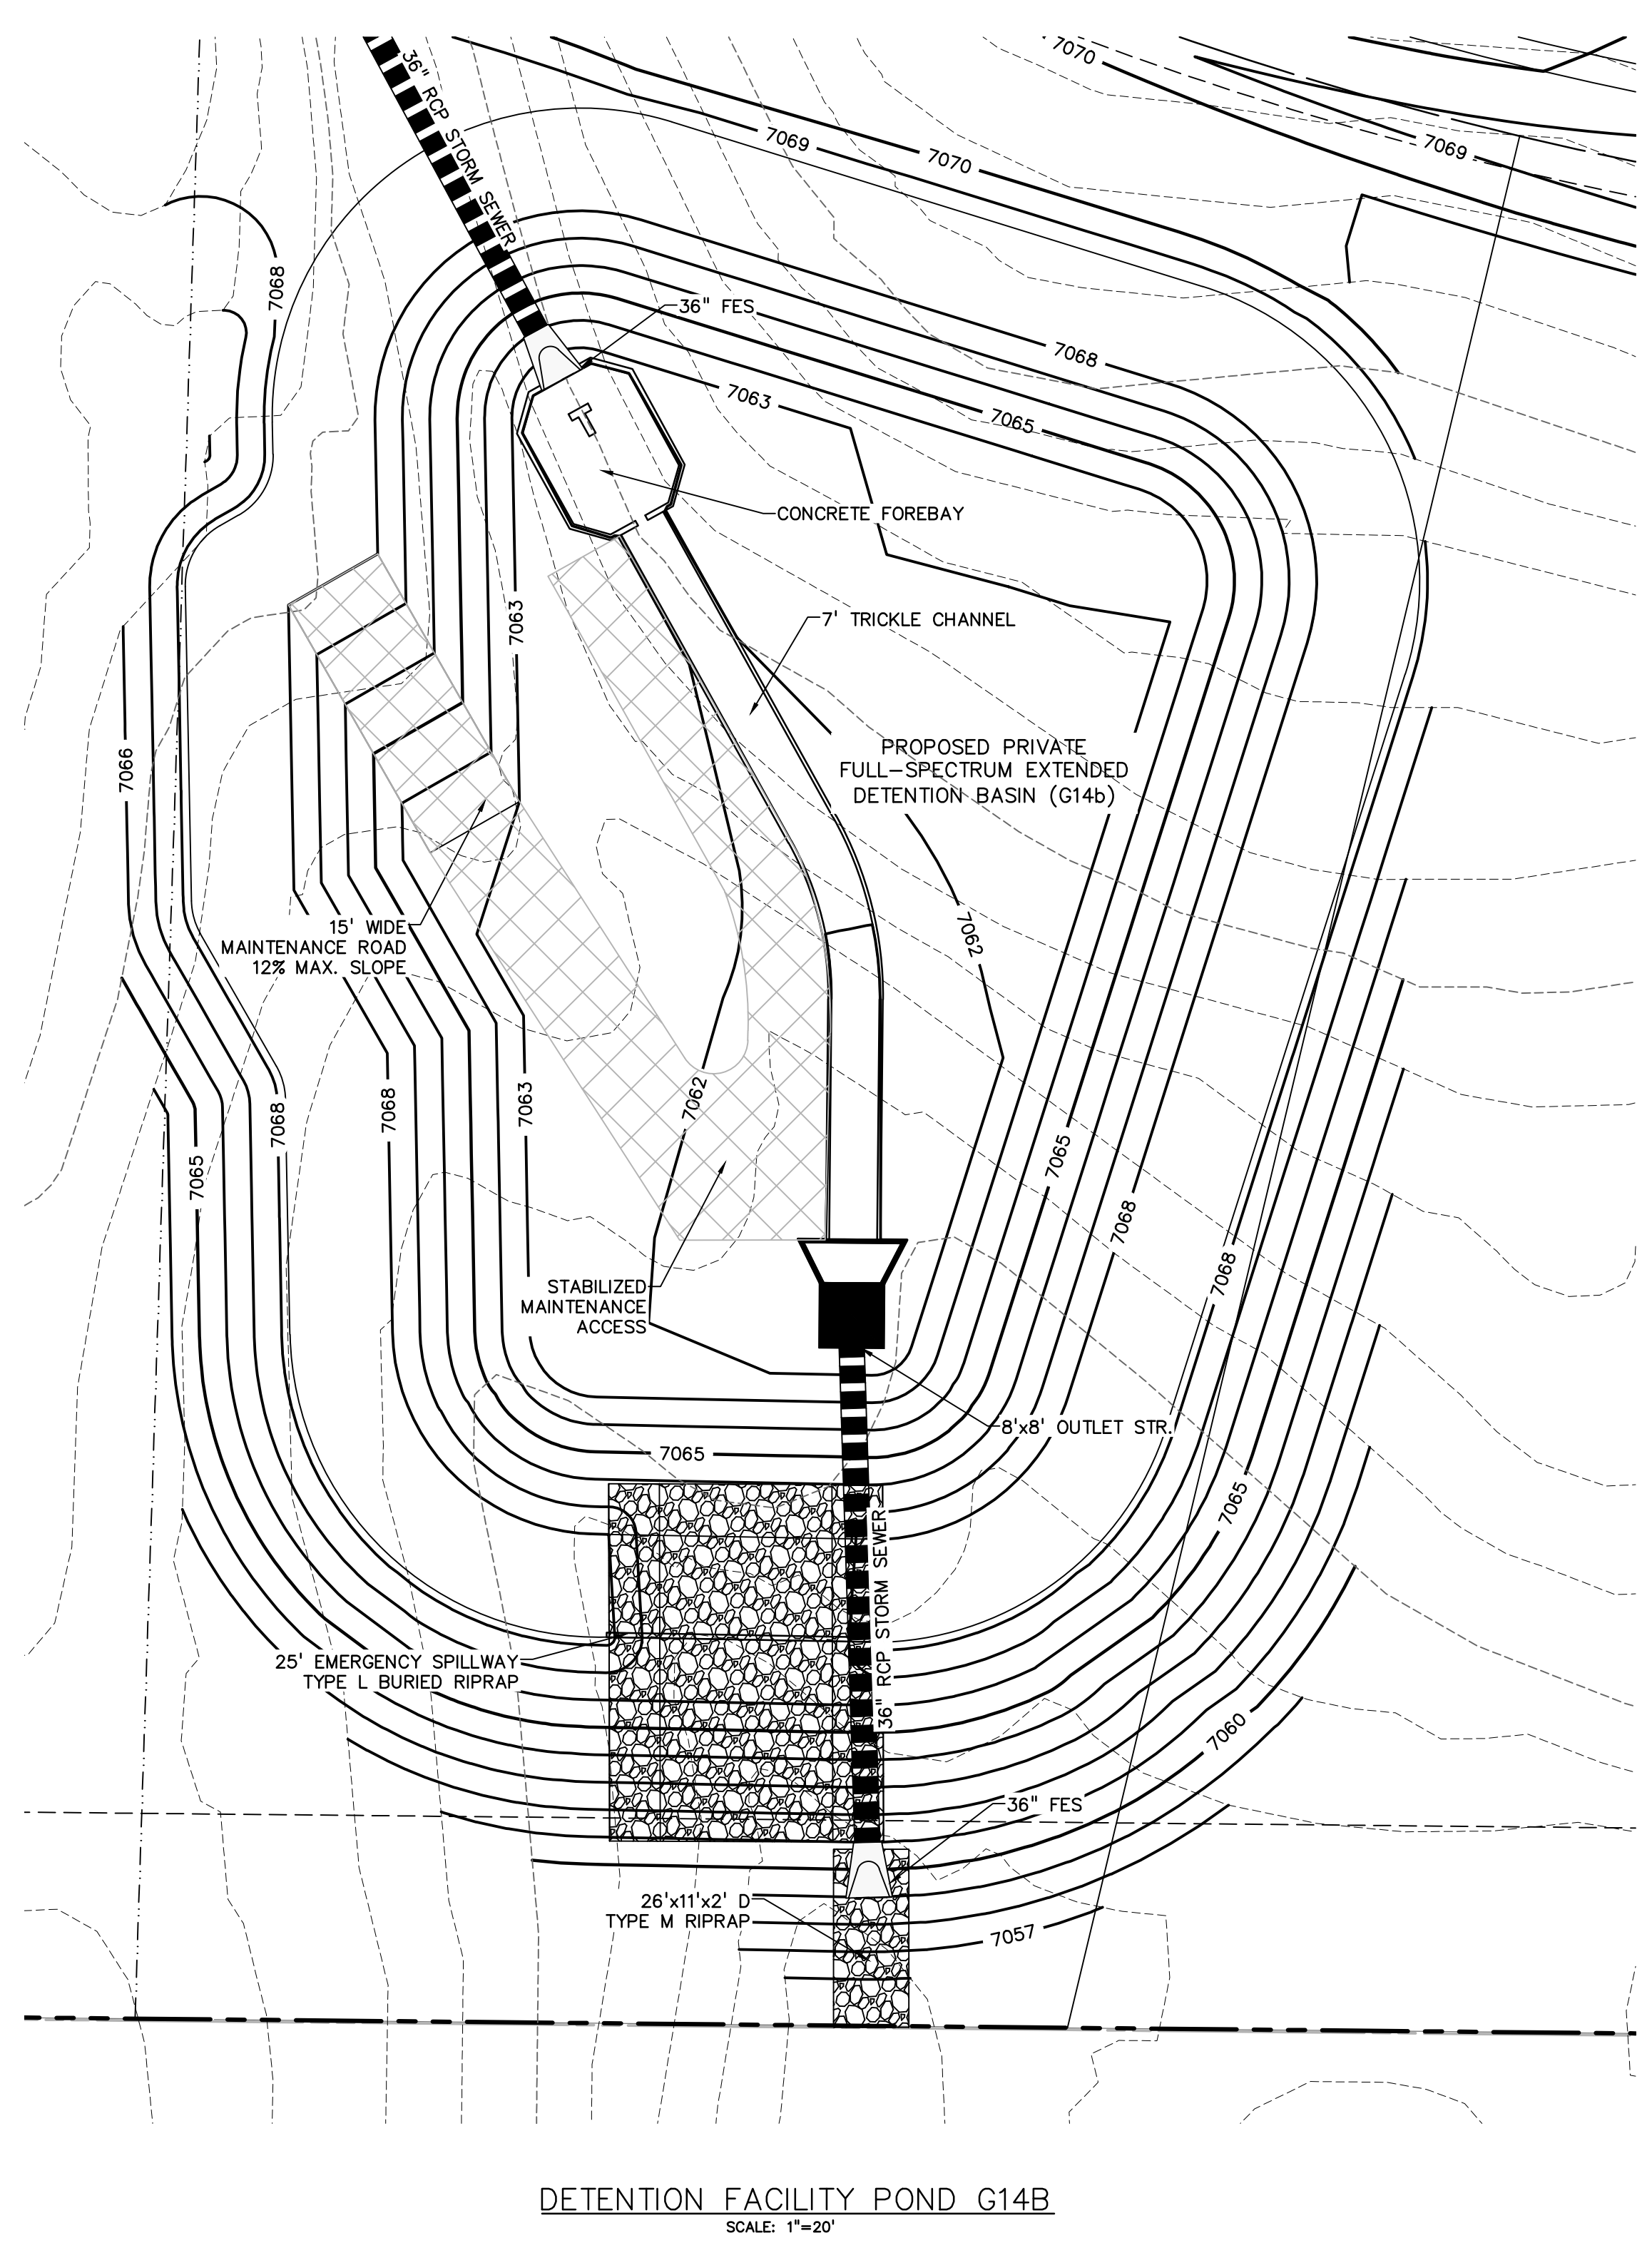 7070
36" RCP STORM SEWER
7069
7070
7069
7068
36" FES
7068
7063
7065
CONCRETE FOREBAY
7063
7' TRICKLE CHANNEL
7066
PROPOSED PRIVATE
FULL-SPECTRUM EXTENDED
DETENTION BASIN (G14b)
15' WIDE
MAINTENANCE ROAD
12% MAX. SLOPE
7062
7068
7068
7063
7062
7065
7065
7068
7068
STABILIZED
MAINTENANCE
ACCESS
8'x8' OUTLET STR.
7065
7065
36" RCP STORM SEWER
25' EMERGENCY SPILLWAY
TYPE L BURIED RIPRAP
7060
36" FES
26'x11'x2' D
TYPE M RIPRAP
7057
DETENTION FACILITY POND G14B
SCALE: 1"=20'